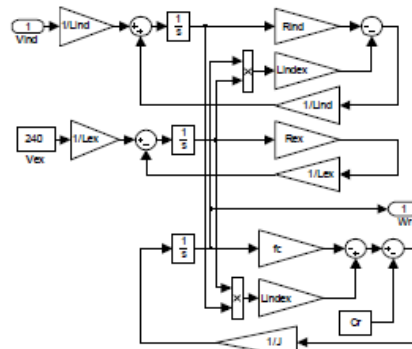 1
Vind
1/Lind
1
s
Rind
Lindex
1/Lind
240
Vex
1/Lex
1
s
Rex
1/Lex
1
Wr
1
s
fc
Lindex
Cr
1/J